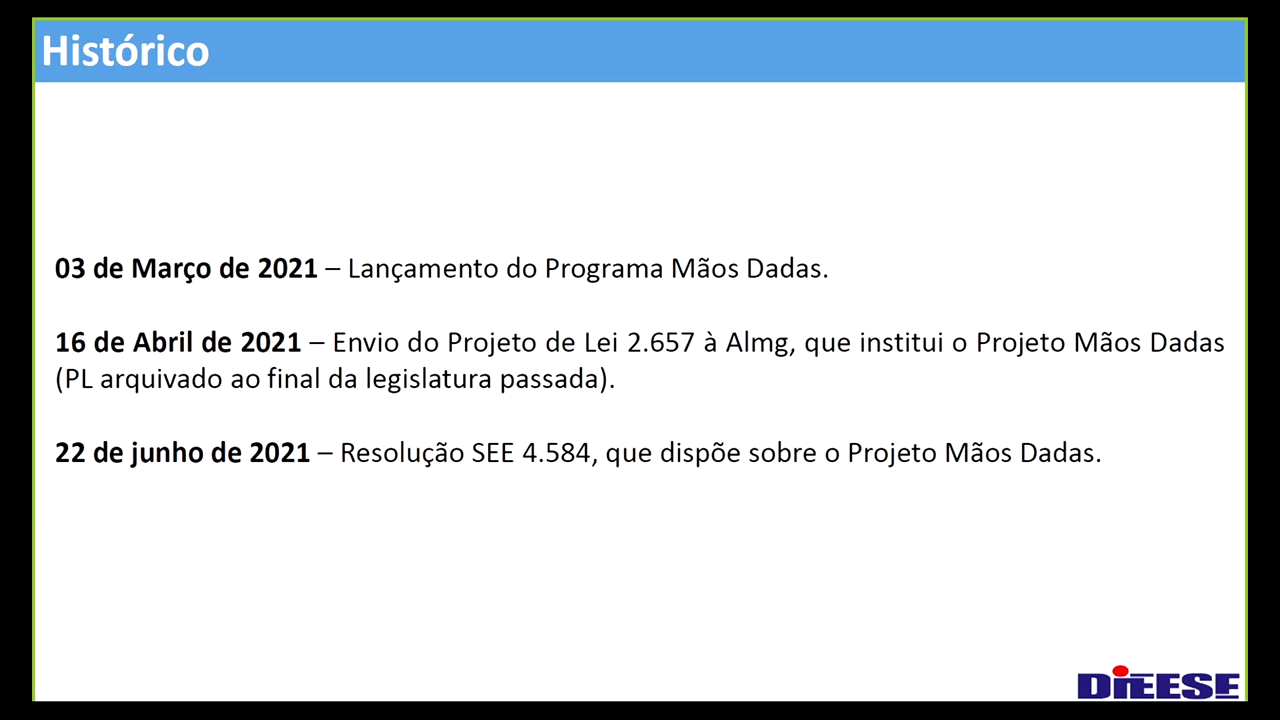 Histórico
03 de Março de 2021 – Lançamento do Programa Mãos Dadas.
16 de Abril de 2021 – Envio do Projeto de Lei 2.657 à Almg, que institui o Projeto Mãos Dadas
(PL arquivado ao final da legislatura passada).
22 de junho de 2021 – Resolução SEE 4.584, que dispõe sobre o Projeto Mãos Dadas.
DIEESE